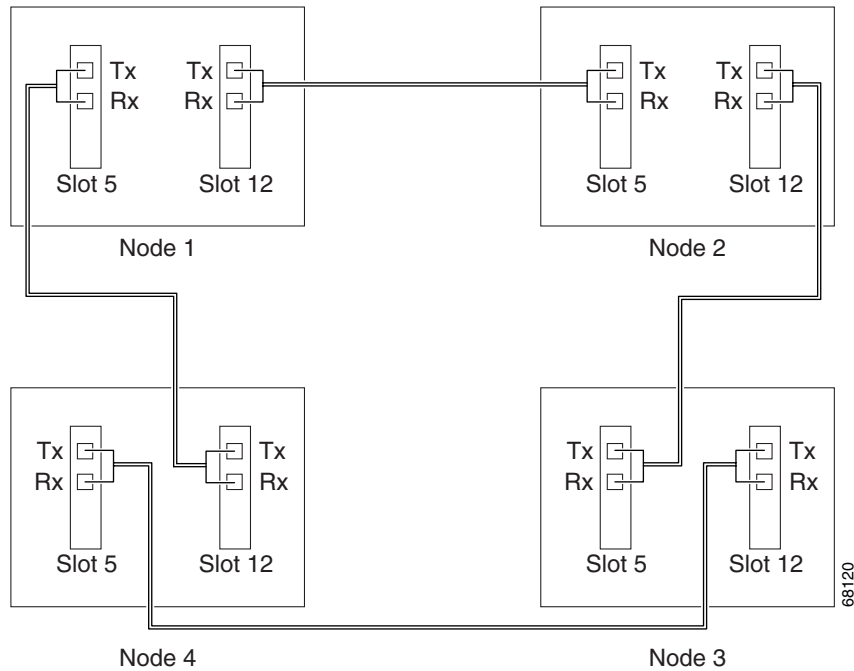 Tx Tx Tx Tx
Rx Rx Rx Rx
Slot 5 Slot 12 Slot 5 Slot 12
Node 1 Node 2
Tx Tx Tx Tx
Rx Rx Rx Rx
Slot 5 Slot 12 Slot 5 Slot 12
68120
Node 4 Node 3